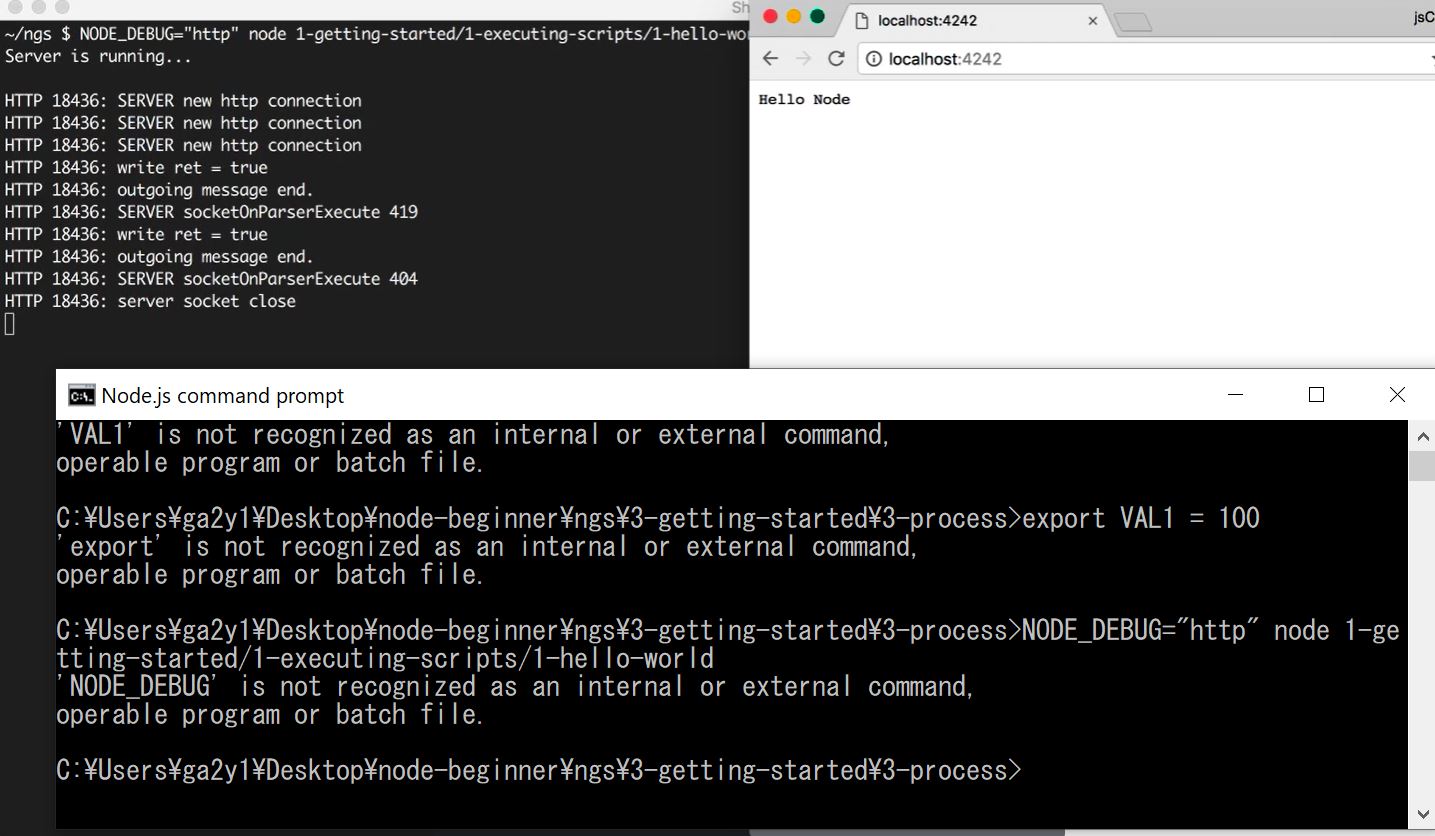 Sh
~/ngs $ NODE_DEBUG="http" node 1-getting-started/1-executing-scripts/1-hello-wo
Server is running...
HTTP 18436: SERVER new http connection
HTTP 18436: SERVER new http connection
HTTP 18436: SERVER new http connection
HTTP 18436: write ret = true
HTTP 18436: outgoing message end.
HTTP 18436: SERVER socketOnParserExecute 419
HTTP 18436: write ret = true
HTTP 18436: outgoing message end.
HTTP 18436: SERVER socketOnParserExecute 404
HTTP 18436: server socket close
localhost:4242
jsC
localhost:4242
Hello Node
Node.js command prompt
'VAL1' is not recognized as an internal or external command,
operable program or batch file.
C:¥Users¥ga2y1¥Desktop¥node-beginner¥ngs¥3-getting-started¥3-process>export VAL1 = 100
'export' is not recognized as an internal or external command,
operable program or batch file.
C:¥Users¥ga2y1¥Desktop¥node-beginner¥ngs¥3-getting-started¥3-process>NODE_DEBUG="http" node 1-ge
tting-started/1-executing-scripts/1-hello-world
'NODE_DEBUG' is not recognized as an internal or external command,
operable program or batch file.
C:¥Users¥ga2y1¥Desktop¥node-beginner¥ngs¥3-getting-started¥3-process>